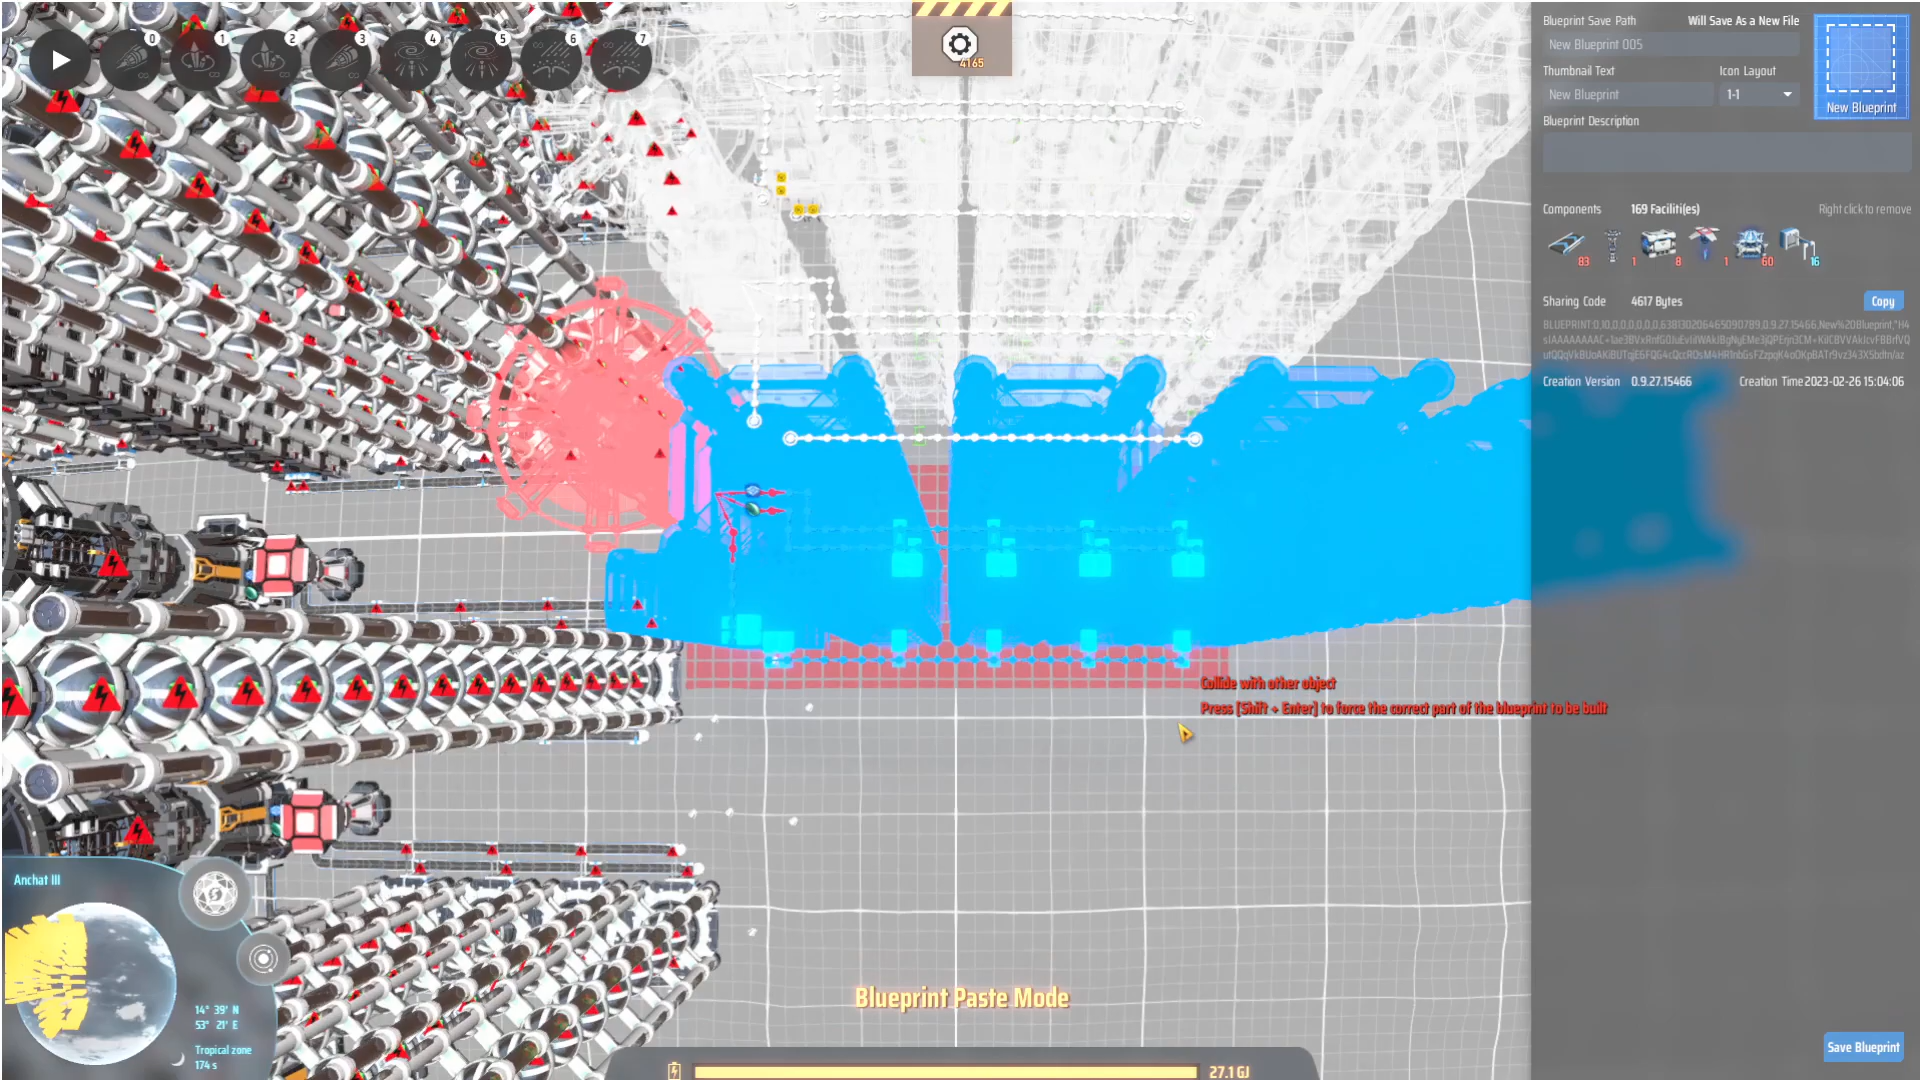 0 1 2 3 4 5 6 7
4165
Blueprint Save Path Will Save As a New File
New Blueprint 005
Thumbnail Text Icon Layout
New Blueprint 1-1
New Blueprint
Blueprint Description
Components 169 Faciliti(es) Right click to remove
83 1 8 1 60 16
Sharing Code 4617 Bytes Copy
Creation Version 0.9.27.15466 Creation Time 2023-02-26 15:04:06
Collide with other object
Press [Shift + Enter] to force the correct part of the blueprint to be built
Anchat III
14° 39' N
53° 21' E
Tropical zone
174 s
Blueprint Paste Mode
Save Blueprint
27.1 GJ